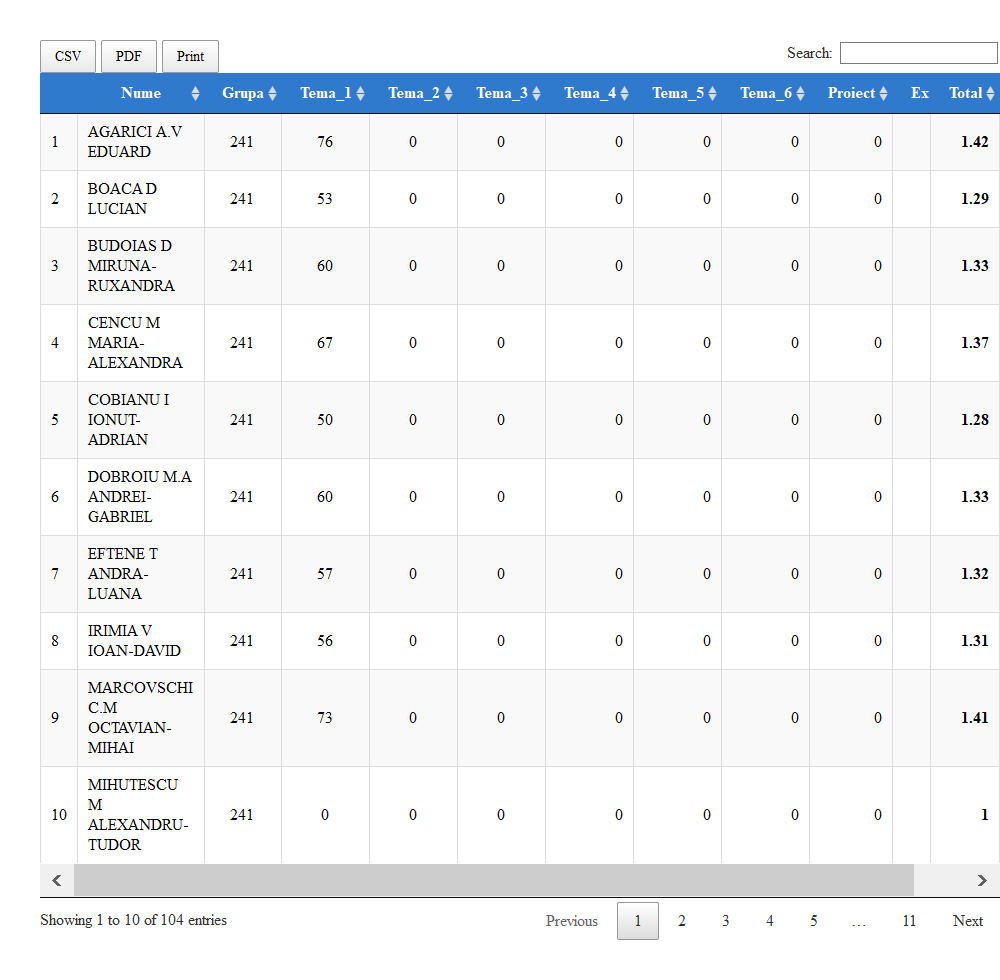 CSV PDF Print Search:
Nume Grupa Tema_1 Tema_2 Tema_3 Tema_4 Tema_5 Tema_6 Proiect Ex Total
1 AGARICI A.V EDUARD 241 76 0 0 0 0 0 0 1.42
2 BOACA D LUCIAN 241 53 0 0 0 0 0 0 1.29
3 BUDOIAS D MIRUNA-RUXANDRA 241 60 0 0 0 0 0 0 1.33
4 CENCU M MARIA-ALEXANDRA 241 67 0 0 0 0 0 0 1.37
5 COBIANU I IONUT-ADRIAN 241 50 0 0 0 0 0 0 1.28
6 DOBROIU M.A ANDREI-GABRIEL 241 60 0 0 0 0 0 0 1.33
7 EFTENE T ANDRA-LUANA 241 57 0 0 0 0 0 0 1.32
8 IRIMIA V IOAN-DAVID 241 56 0 0 0 0 0 0 1.31
9 MARCOVSCHI C.M OCTAVIAN-MIHAI 241 73 0 0 0 0 0 0 1.41
10 MIHUTESCU M ALEXANDRU-TUDOR 241 0 0 0 0 0 0 0 1
Showing 1 to 10 of 104 entries Previous 1 2 3 4 5 … 11 Next